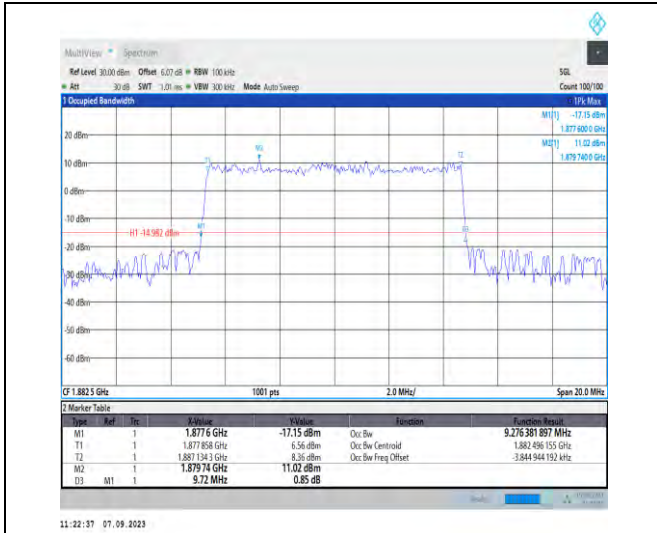 MultiView Spectrum
Ref Level 30.00 dBm Offset 6.07 dB RBW 100 kHz SGL
Att 30 dB SWT 1.01 ms VBW 300 kHz Mode Auto Sweep Count 100/100
1 Occupied Bandwidth 1Pk Max
M1[1] -17.15 dBm
1.877600 0 GHz
M2[1] 11.02 dBm
1.879740 0 GHz
20 dBm
M2
T1 T2
10 dBm
0 dBm
-10 dBm
M1
H1 -14.982 dBm
-20 dBm
-30 dBm
-40 dBm
-50 dBm
-60 dBm
CF 1.882 5 GHz 1001 pts 2.0 MHz/ Span 20.0 MHz
2 Marker Table
Type Ref Trc X-Value Y-Value Function Function Result
M1 1 1.877 6 GHz -17.15 dBm Occ Bw 9.276 381 897 MHz
T1 1 1.877 858 GHz 6.56 dBm Occ Bw Centroid 1.882 496 155 GHz
T2 1 1.887 134 3 GHz 8.36 dBm Occ Bw Freq Offset -3.844 944 192 kHz
M2 1 1.879 74 GHz 11.02 dBm
D3 M1 1 9.72 MHz 0.85 dB
11:22:37 07.09.2023